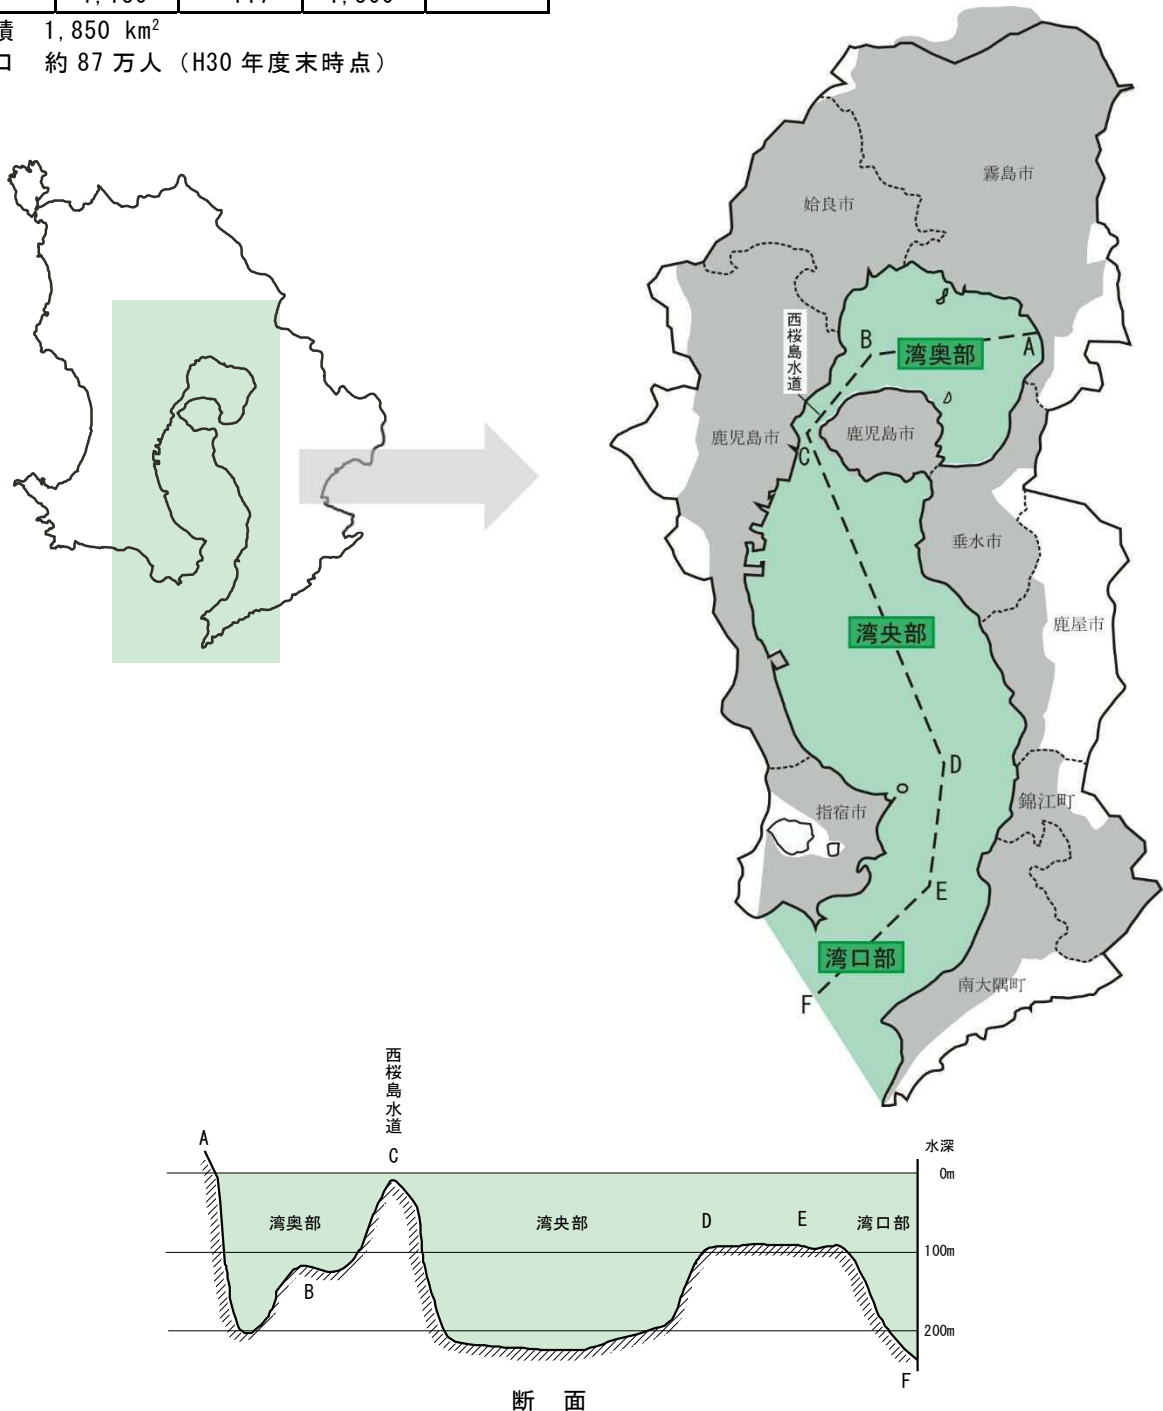 積 1,850 km²
口 約 87 万人（H30 年度末時点）
霧島市
姶良市
西桜島水道
B
湾奥部
A
鹿児島市
鹿児島市
C
垂水市
湾央部
鹿屋市
D
錦江町
指宿市
E
湾口部
F
南大隅町
西桜島水道
A
C
水深
0m
湾奥部
湾央部
D
E
湾口部
100m
B
200m
F
断 面